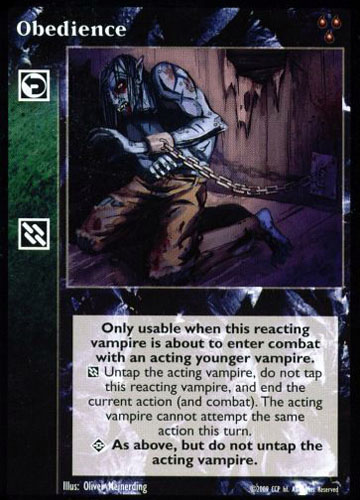 Obedience
Only usable when this reacting
vampire is about to enter combat
with an acting younger vampire.
Untap the acting vampire, do not tap
this reacting vampire, and end the
current action (and combat). The acting
vampire cannot attempt the same
action this turn.
As above, but do not untap the
acting vampire.
Illus: Oliver Meinerding
©2009 CCP hf. All Rights Reserved